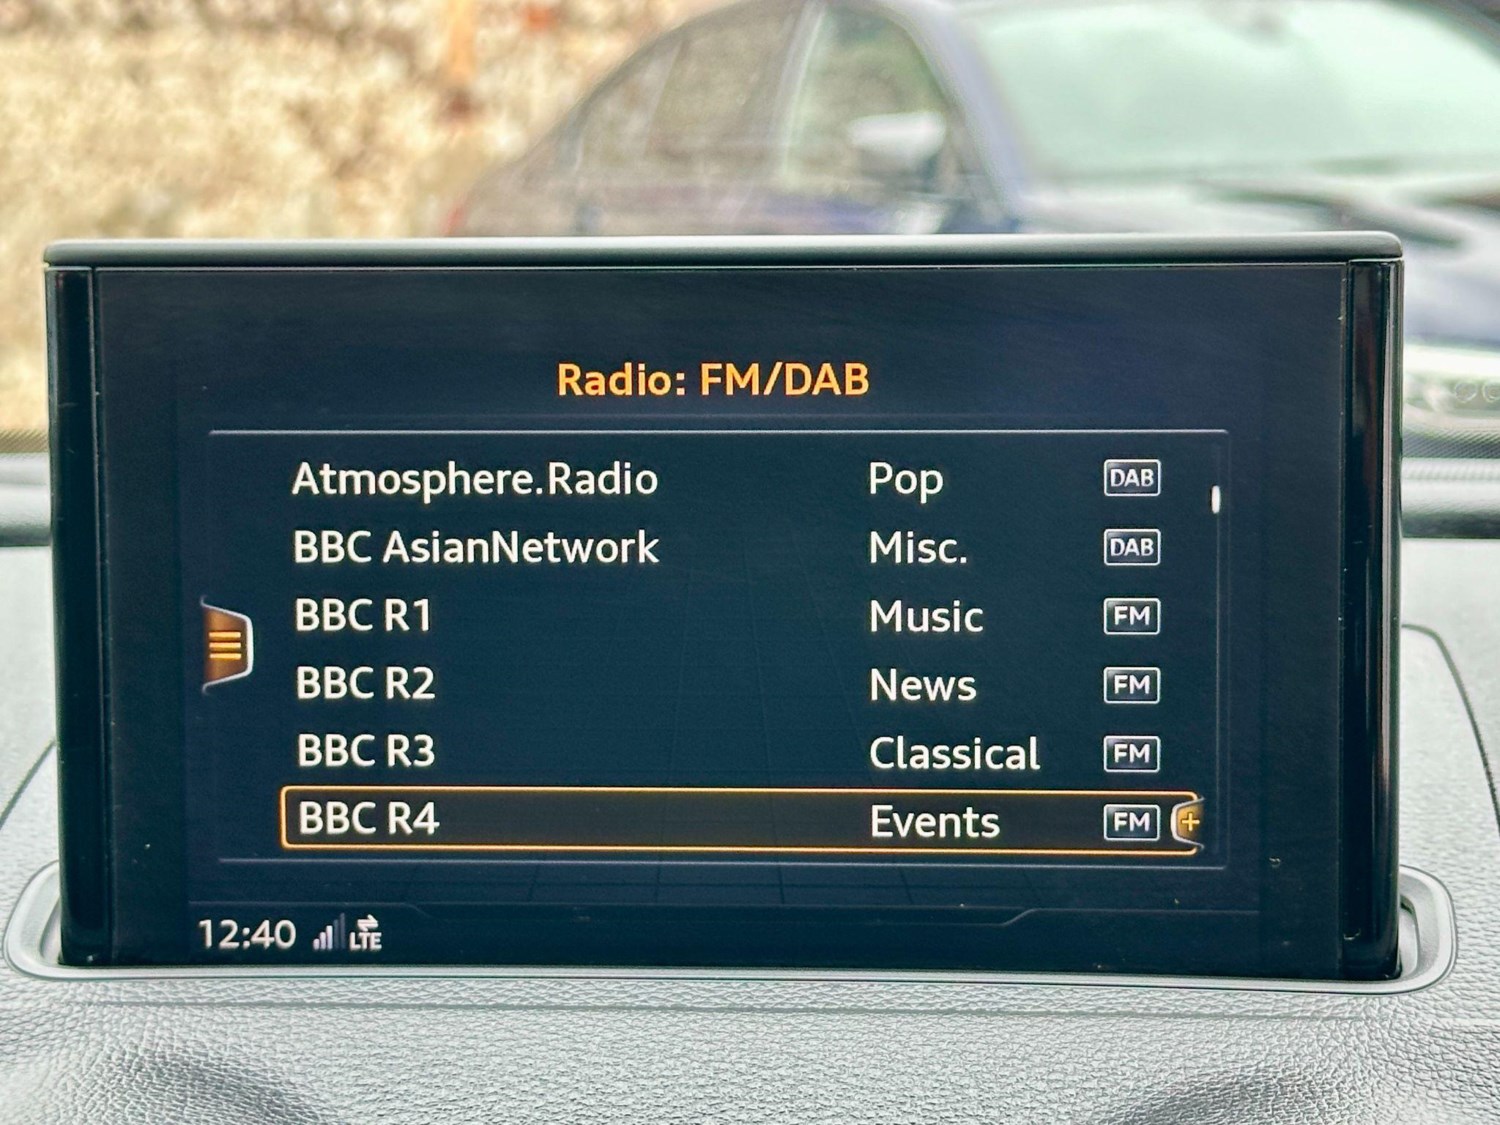 Radio: FM/DAB
Atmosphere.Radio Pop DAB
BBC AsianNetwork Misc. DAB
BBC R1 Music FM
BBC R2 News FM
BBC R3 Classical FM
BBC R4 Events FM +
12:40 LTE